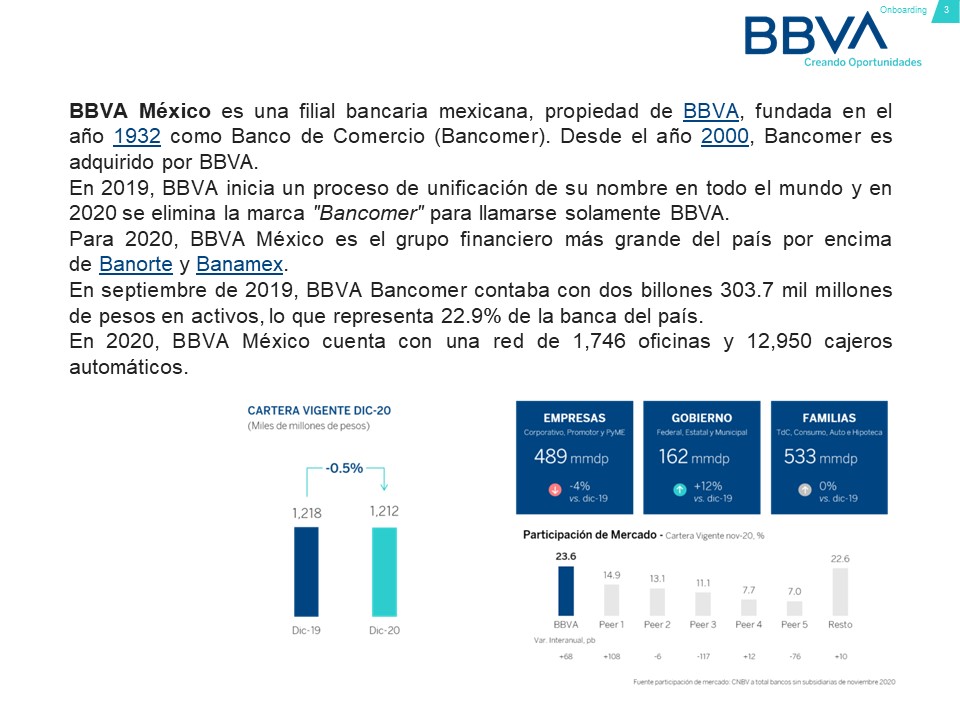 Onboarding 3
BBVA
Creando Oportunidades
BBVA México es una filial bancaria mexicana, propiedad de BBVA, fundada en el
año 1932 como Banco de Comercio (Bancomer). Desde el año 2000, Bancomer es
adquirido por BBVA.
En 2019, BBVA inicia un proceso de unificación de su nombre en todo el mundo y en
2020 se elimina la marca "Bancomer" para llamarse solamente BBVA.
Para 2020, BBVA México es el grupo financiero más grande del país por encima
de Banorte y Banamex.
En septiembre de 2019, BBVA Bancomer contaba con dos billones 303.7 mil millones
de pesos en activos, lo que representa 22.9% de la banca del país.
En 2020, BBVA México cuenta con una red de 1,746 oficinas y 12,950 cajeros
automáticos.
CARTERA VIGENTE DIC-20
(Miles de millones de pesos)
-0.5%
1,218 1,212
Dic-19 Dic-20
EMPRESAS GOBIERNO FAMILIAS
Corporativo, Promotor y PyME Federal, Estatal y Municipal TdC, Consumo, Auto e Hipoteca
489 mmdp 162 mmdp 533 mmdp
-4% +12% 0%
vs. dic-19 vs. dic-19 vs. dic-19
Participación de Mercado - Cartera Vigente nov-20, %
23.6 14.9 13.1 11.1 7.7 7.0 22.6
BBVA Peer 1 Peer 2 Peer 3 Peer 4 Peer 5 Resto
Var. Interanual, pb
+68 +108 -6 -117 +12 -76 +10
Fuente participación de mercado: CNBV a total bancos sin subsidiarias de noviembre 2020